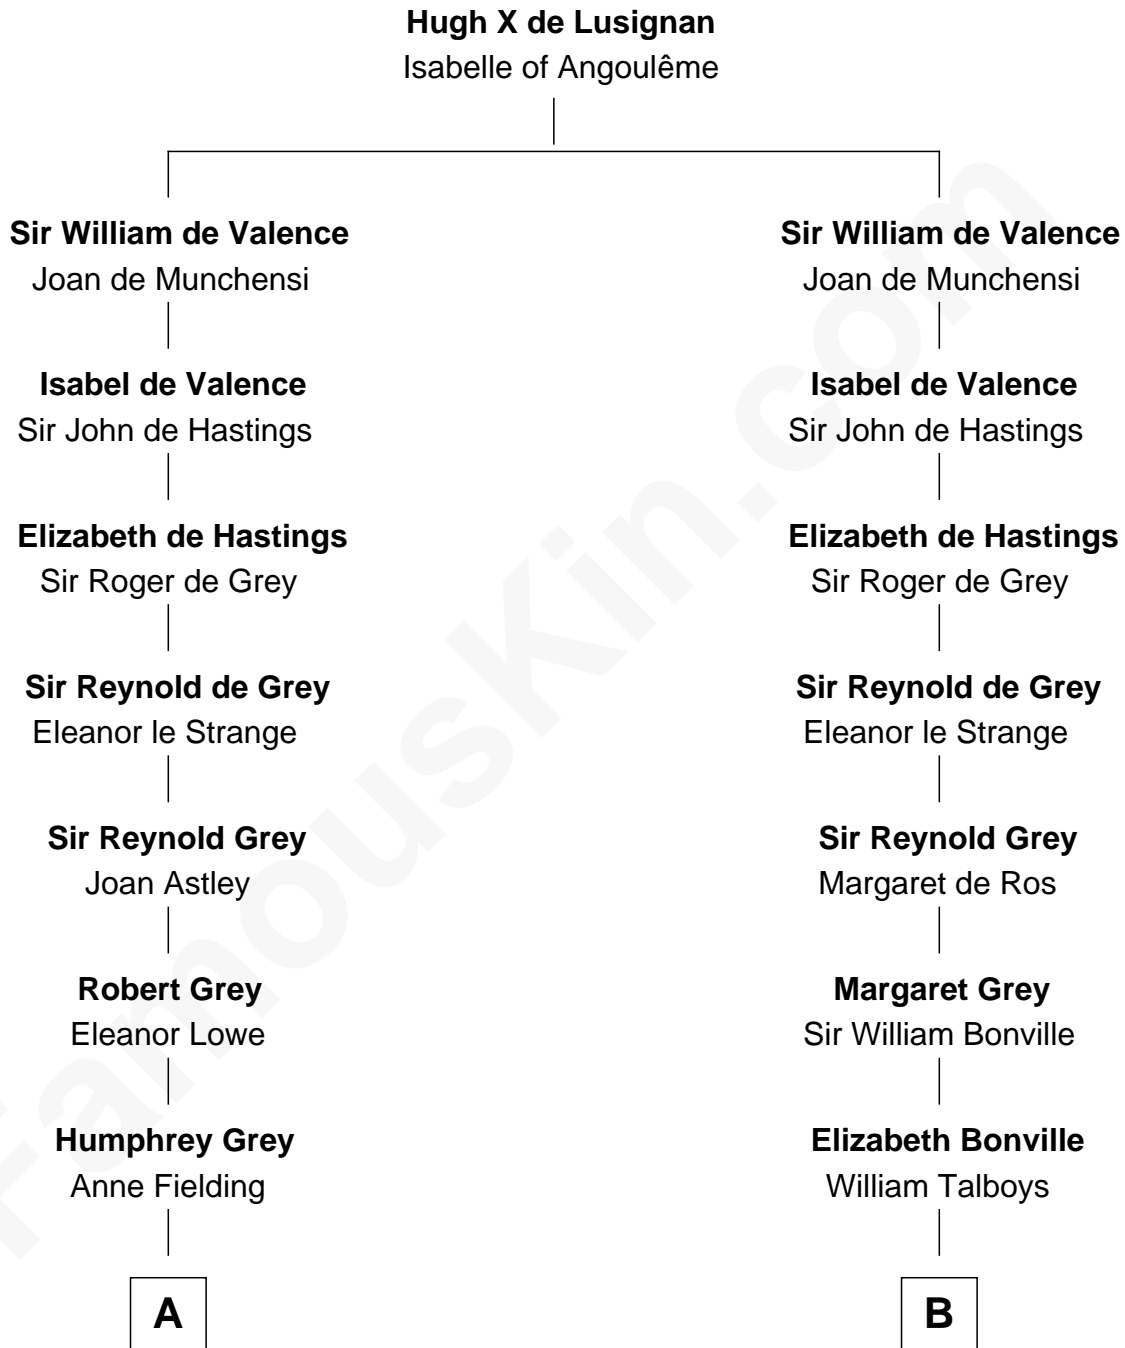 Hugh X de Lusignan
Isabelle of Angoulême
Sir William de Valence
Joan de Munchensi
Isabel de Valence
Sir John de Hastings
Elizabeth de Hastings
Sir Roger de Grey
Sir Reynold de Grey
Eleanor le Strange
Sir Reynold Grey
Joan Astley
Robert Grey
Eleanor Lowe
Humphrey Grey
Anne Fielding
A
Sir William de Valence
Joan de Munchensi
Isabel de Valence
Sir John de Hastings
Elizabeth de Hastings
Sir Roger de Grey
Sir Reynold de Grey
Eleanor le Strange
Sir Reynold Grey
Margaret de Ros
Margaret Grey
Sir William Bonville
Elizabeth Bonville
William Talboys
B
FamousKin.com